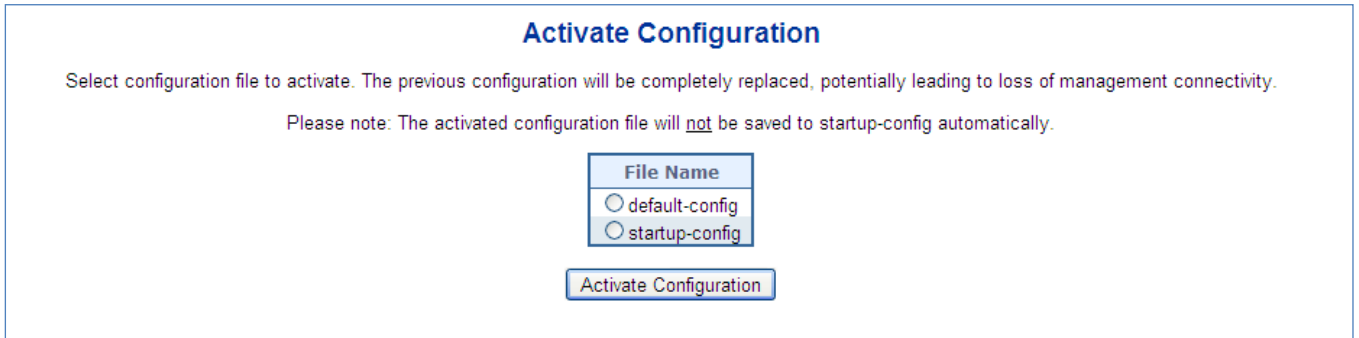 Activate Configuration
Select configuration file to activate. The previous configuration will be completely replaced, potentially leading to loss of management connectivity.
Please note: The activated configuration file will not be saved to startup-config automatically.
File Name
default-config
startup-config
Activate Configuration